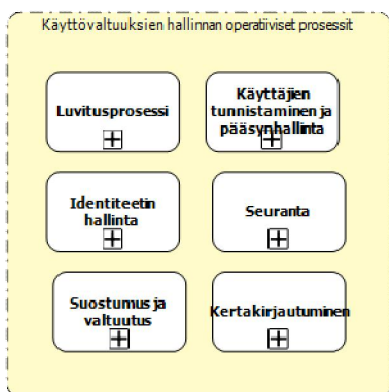 Käyttövaltuuksien hallinnan operatiiviset prosessit
Luvitusprosessi
Käyttäjien
tunnistaminen ja
pääsynhallinta
Identiteetin
hallinta
Seuranta
Suostumus ja
valtuutus
Kertakirjautuminen